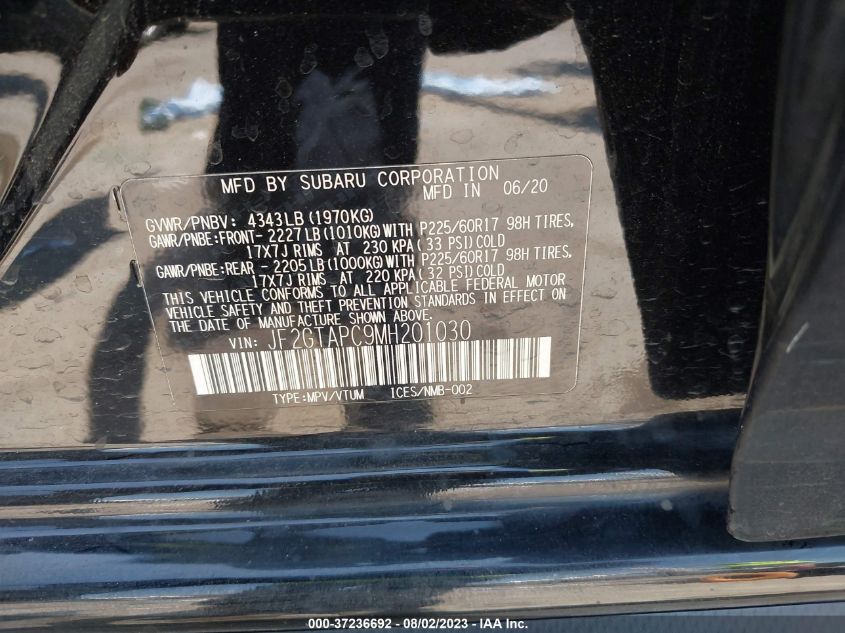 MFD BY SUBARU CORPORATION
MFD IN 06/20
GVWR/PNBV: 4343LB(1970KG)
GAWR/PNBE:FRONT-2227LB(1010KG)WITH P225/60R17 98H TIRES,
17X7J RIMS AT 230 KPA(33 PSI)COLD
GAWR/PNBE:REAR -2205LB(1000KG)WITH P225/60R17 98H TIRES,
17X7J RIMS AT 220 KPA(32 PSI)COLD
THIS VEHICLE CONFORMS TO ALL APPLICABLE FEDERAL MOTOR
VEHICLE SAFETY AND THEFT PREVENTION STANDARDS IN EFFECT ON
THE DATE OF MANUFACTURE SHOWN ABOVE.
VIN: JF2GTAPC9MH201030
TYPE:MPV/VTUM ICES/NMB-002
000-37236692 - 08/02/2023 - IAA Inc.